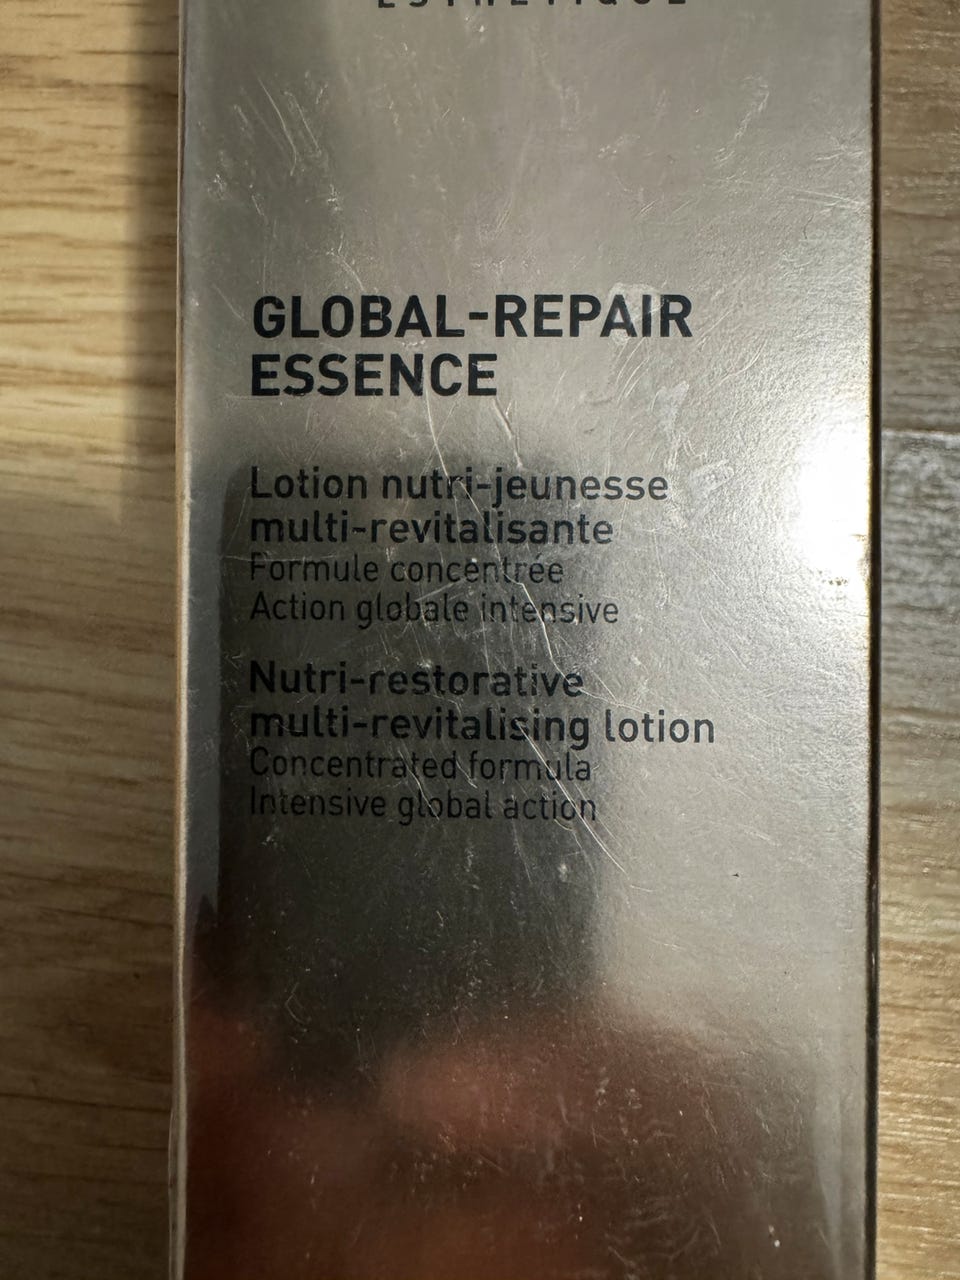 ESTHETIQUE
GLOBAL-REPAIR
ESSENCE
Lotion nutri-jeunesse
multi-revitalisante
Formule concentrée
Action globale intensive
Nutri-restorative
multi-revitalising lotion
Concentrated formula
Intensive global action